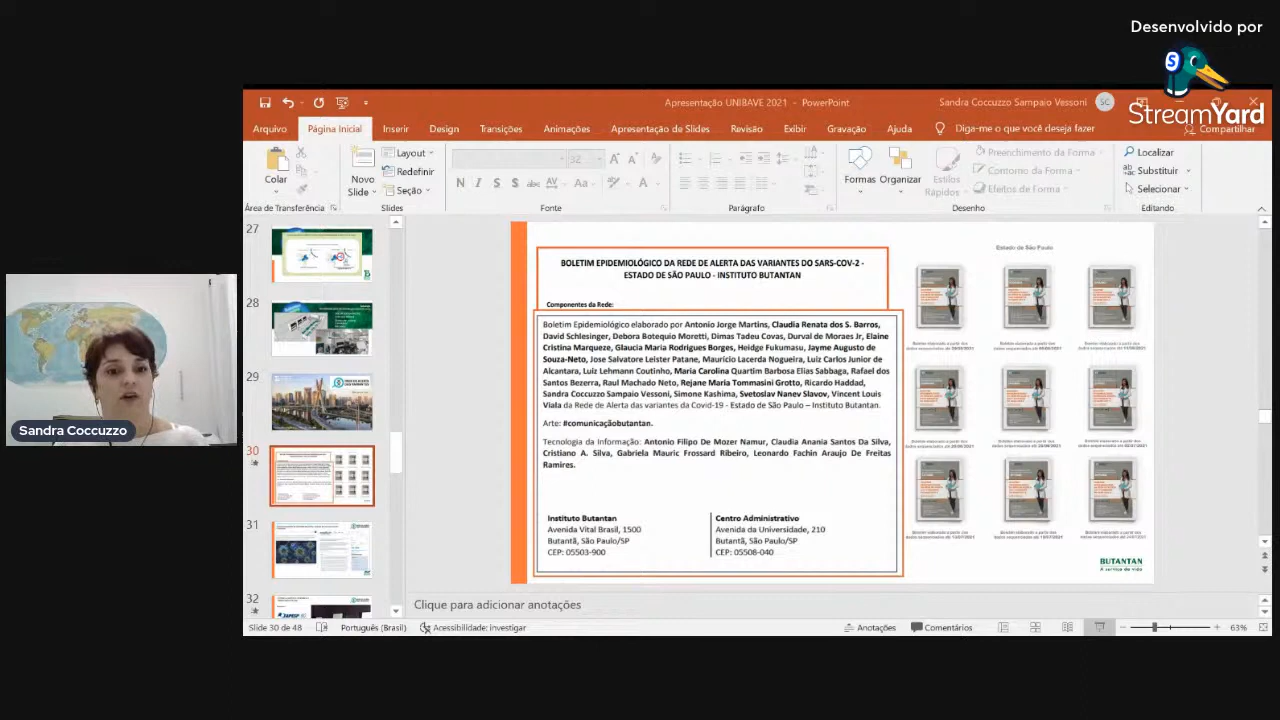 Desenvolvido por
StreamYard
Apresentação UNIBAVE 2021 - PowerPoint
Sandra Coccuzzo Sampaio Vessoni
SC
Arquivo
Página Inicial
Inserir
Design
Transições
Animações
Apresentação de Slides
Revisão
Exibir
Gravação
Ajuda
Diga-me o que você deseja fazer
Compartilhar
Colar
Novo
Slide
Layout
Redefinir
Seção
32
N I S S abc AV Aa A
Formas
Organizar
Estilos
Rápidos
Preenchimento da Forma
Contorno da Forma
Efeitos de Forma
Localizar
Substituir
Selecionar
Área de Transferência
Slides
Fonte
Parágrafo
Desenho
Editando
27
28
29
30
31
32
BOLETIM EPIDEMIOLÓGICO DA REDE DE ALERTA DAS VARIANTES DO SARS-COV-2 -
ESTADO DE SÃO PAULO - INSTITUTO BUTANTAN
Componentes da Rede:
Boletim Epidemiológico elaborado por Antonio Jorge Martins, Claudia Renata dos S. Barros,
David Schlesinger, Debora Botequio Moretti, Dimas Tadeu Covas, Durval de Moraes Jr, Elaine
Cristina Marqueze, Glaucia Maria Rodrigues Borges, Heidge Fukumasu, Jayme Augusto de
Souza-Neto, Jose Salvatore Leister Patane, Maurício Lacerda Nogueira, Luiz Carlos Junior de
Alcantara, Luiz Lehmann Coutinho, Maria Carolina Quartim Barbosa Elias Sabbaga, Rafael dos
Santos Bezerra, Raul Machado Neto, Rejane Maria Tommasini Grotto, Ricardo Haddad,
Sandra Coccuzzo Sampaio Vessoni, Simone Kashima, Svetoslav Nanev Slavov, Vincent Louis
Viala da Rede de Alerta das variantes da Covid-19 - Estado de São Paulo – Instituto Butantan.
Arte: #comunicaçãobutantan.
Tecnologia da Informação: Antonio Filipo De Mozer Namur, Claudia Anania Santos Da Silva,
Cristiano A. Silva, Gabriela Mauric Frossard Ribeiro, Leonardo Fachin Araujo De Freitas
Ramires.
Instituto Butantan
Avenida Vital Brasil, 1500
Butantã, São Paulo/SP
CEP: 05503-900
Centro Administrativo
Avenida da Universidade, 210
Butantã, São Paulo/SP
CEP: 05508-040
Estado de São Paulo
BUTANTAN
A serviço da vida
Sandra Coccuzzo
Clique para adicionar anotações
Slide 30 de 48
Português (Brasil)
Acessibilidade: investigar
Anotações
Comentários
63%